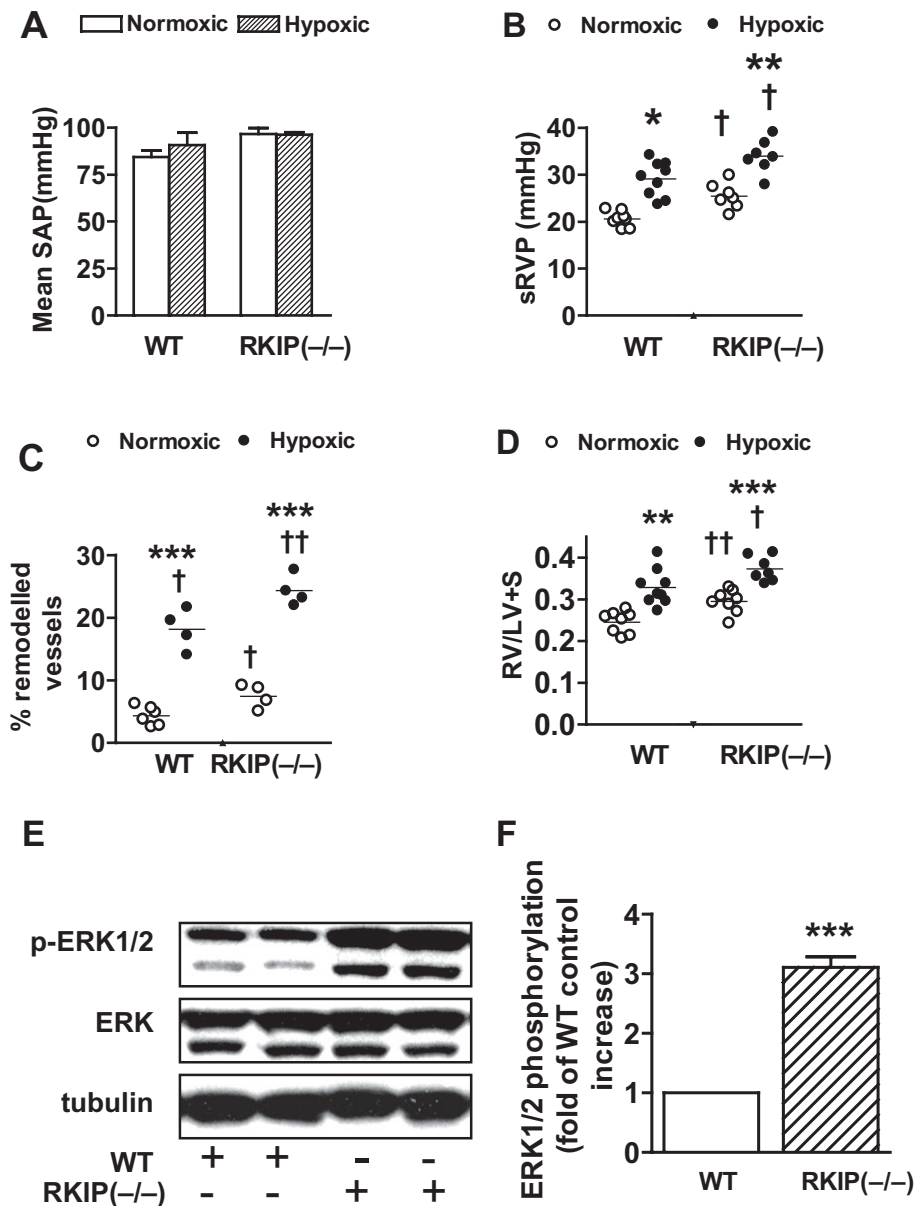 A
Normoxic Hypoxic
Mean SAP(mmHg)
100
75
50
25
0
WT RKIP(–/–)
B
Normoxic Hypoxic
sRVP (mmHg)
**
* † †
40
30
20
10
0
WT RKIP(–/–)
C
Normoxic Hypoxic
% remodelled
vessels
*** ***
† † ††
30
20
10
0
WT RKIP(–/–)
D
Normoxic Hypoxic
RV/LV+S
** ***
†† †
0.4
0.3
0.2
0.1
0.0
WT RKIP(–/–)
E
p-ERK1/2
ERK
tubulin
WT + + - -
RKIP(–/–) - - + +
F
ERK1/2 phosphorylation
(fold of WT control
increase)
***
4
3
2
1
0
WT RKIP(–/–)